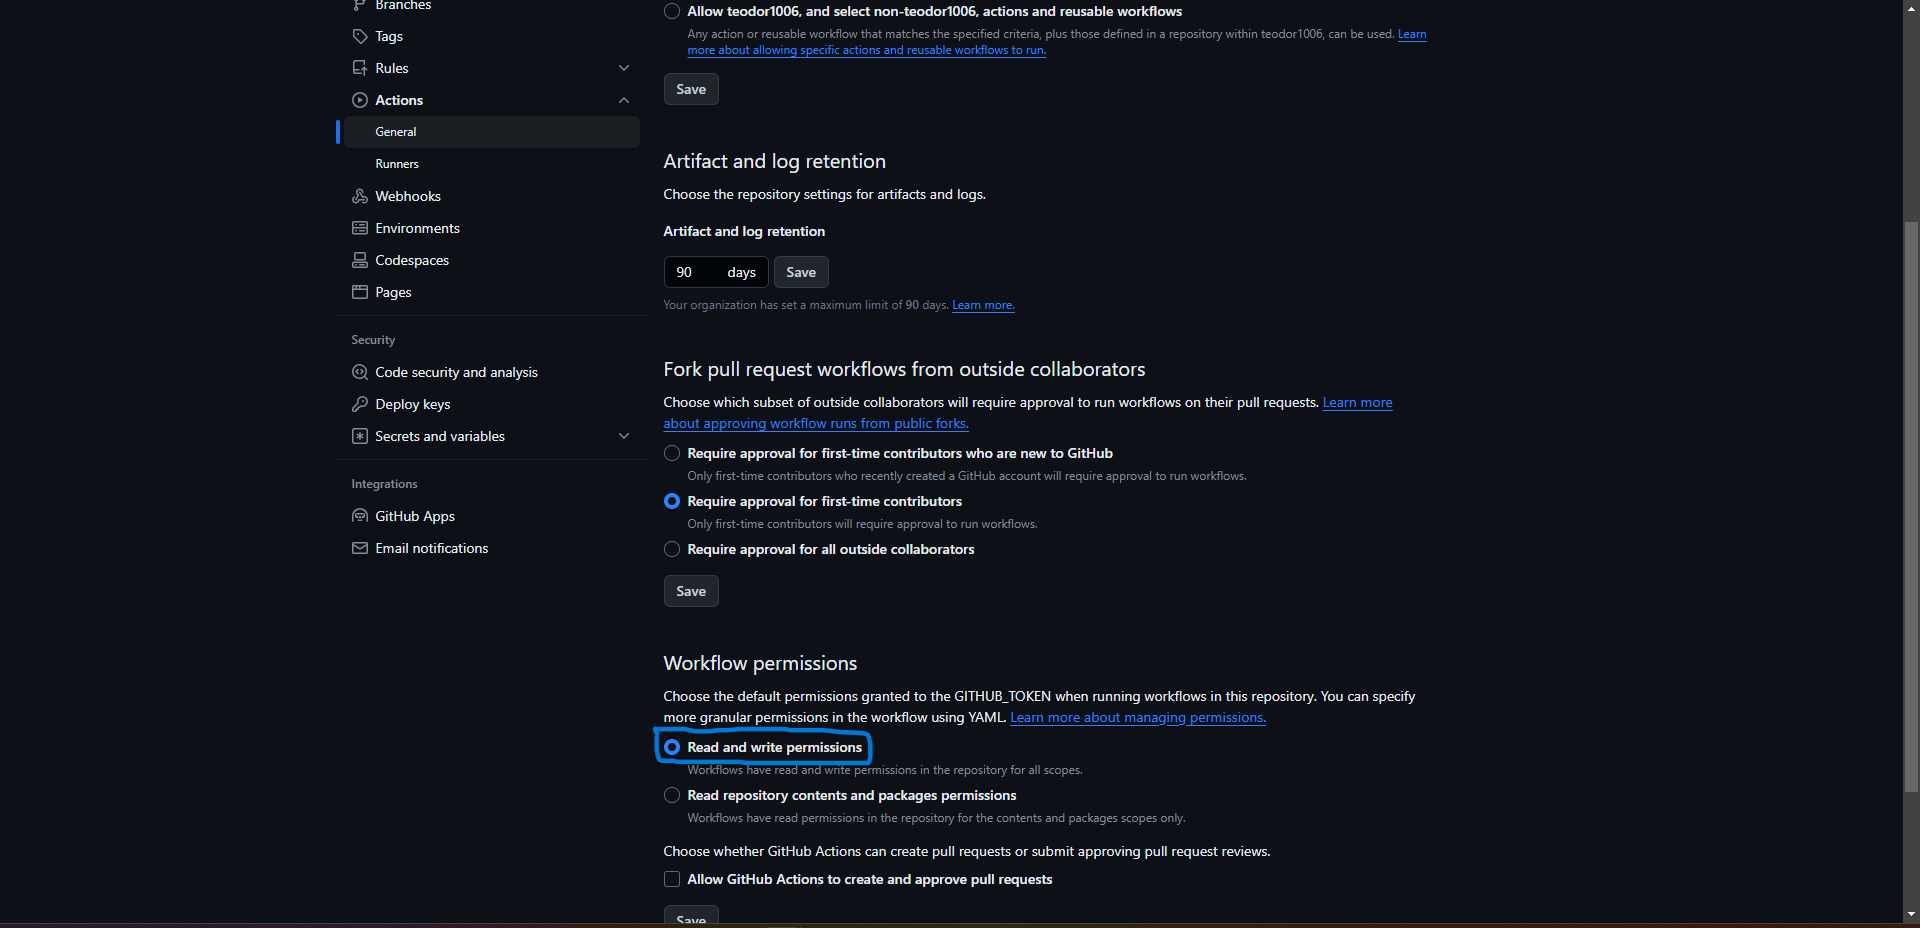 Branches
Tags
Rules
Actions
General
Runners
Webhooks
Environments
Codespaces
Pages
Security
Code security and analysis
Deploy keys
Secrets and variables
Integrations
GitHub Apps
Email notifications
Allow teodor1006, and select non-teodor1006, actions and reusable workflows
Any action or reusable workflow that matches the specified criteria, plus those defined in a repository within teodor1006, can be used. Learn
more about allowing specific actions and reusable workflows to run.
Save
Artifact and log retention
Choose the repository settings for artifacts and logs.
Artifact and log retention
90 days Save
Your organization has set a maximum limit of 90 days. Learn more.
Fork pull request workflows from outside collaborators
Choose which subset of outside collaborators will require approval to run workflows on their pull requests. Learn more
about approving workflow runs from public forks.
Require approval for first-time contributors who are new to GitHub
Only first-time contributors who recently created a GitHub account will require approval to run workflows.
Require approval for first-time contributors
Only first-time contributors will require approval to run workflows.
Require approval for all outside collaborators
Save
Workflow permissions
Choose the default permissions granted to the GITHUB_TOKEN when running workflows in this repository. You can specify
more granular permissions in the workflow using YAML. Learn more about managing permissions.
Read and write permissions
Workflows have read and write permissions in the repository for all scopes.
Read repository contents and packages permissions
Workflows have read permissions in the repository for the contents and packages scopes only.
Choose whether GitHub Actions can create pull requests or submit approving pull request reviews.
Allow GitHub Actions to create and approve pull requests
Save